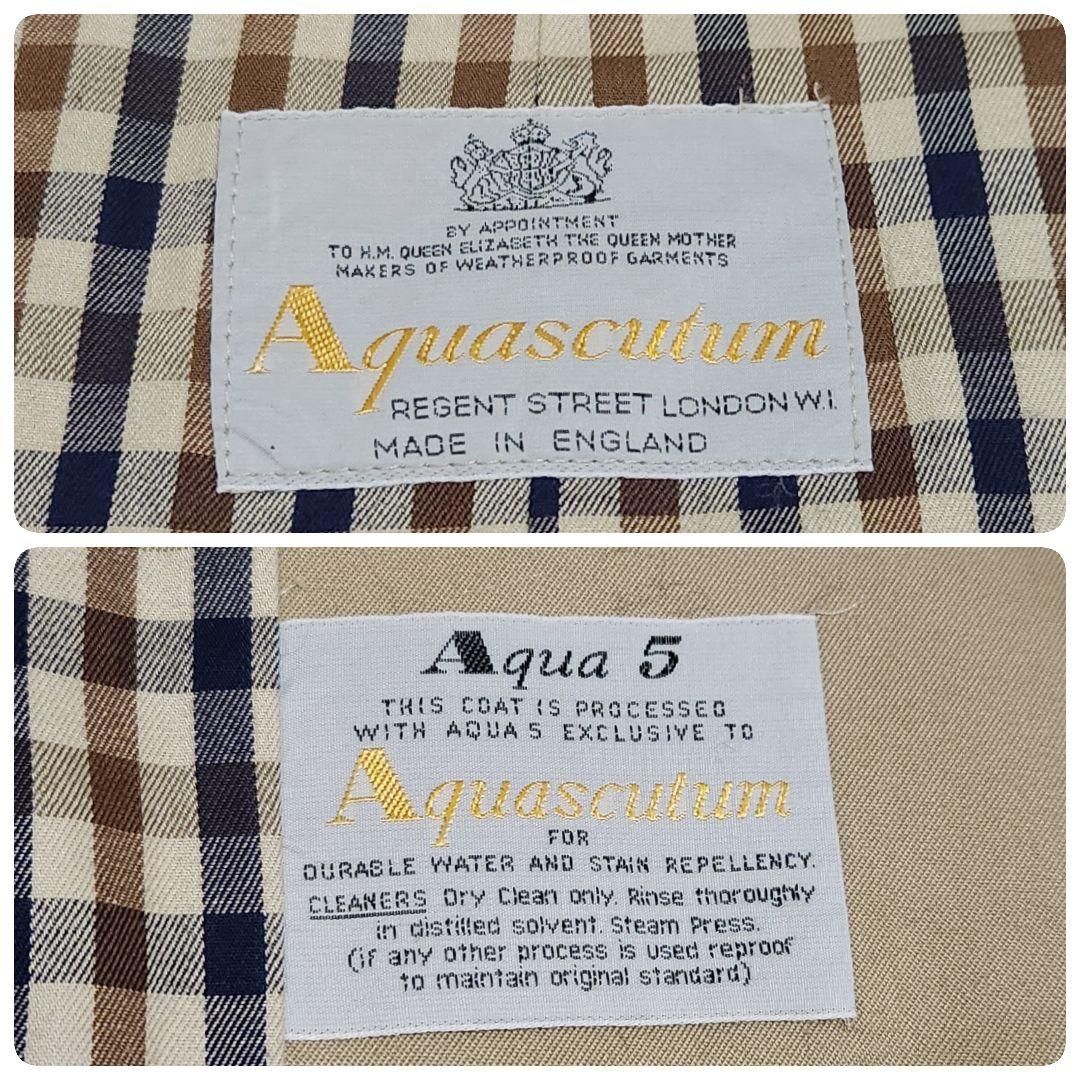 BY APPOINTMENT
TO H.M. QUEEN ELIZABETH THE QUEEN MOTHER
MAKERS OF WEATHERPROOF GARMENTS
Aquascutum
REGENT STREET LONDON W.I.
MADE IN ENGLAND
Aqua 5
THIS COAT IS PROCESSED
WITH AQUA 5 EXCLUSIVE TO
Aquascutum
FOR
DURABLE WATER AND STAIN REPELLENCY.
CLEANERS Dry Clean only. Rinse thoroughly
in distilled solvent. Steam Press.
(if any other process is used reproof
to maintain original standard)